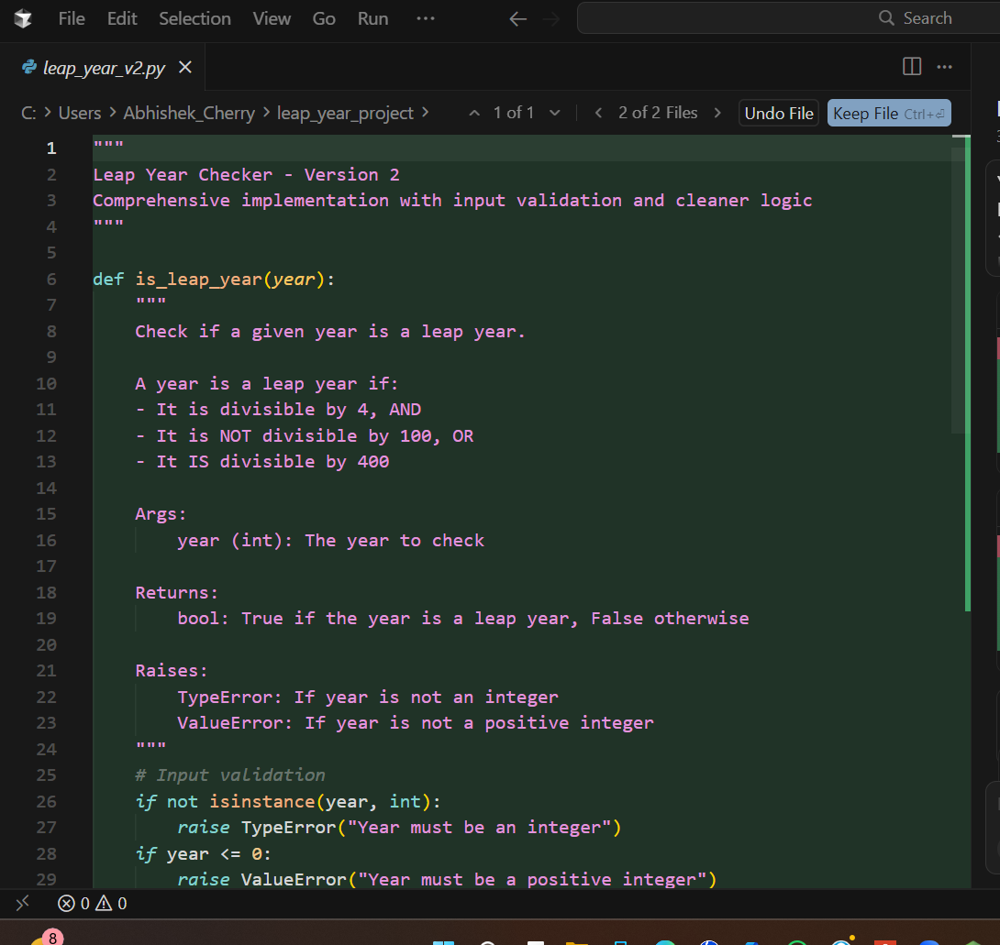 File Edit Selection View Go Run ··· Search
leap_year_v2.py
C: > Users > Abhishek_Cherry > leap_year_project > 1 of 1 2 of 2 Files Undo File Keep File Ctrl+⏎
1 """
2 Leap Year Checker - Version 2
3 Comprehensive implementation with input validation and cleaner logic
4 """
5
6 def is_leap_year(year):
7 """
8 Check if a given year is a leap year.
9
10 A year is a leap year if:
11 - It is divisible by 4, AND
12 - It is NOT divisible by 100, OR
13 - It IS divisible by 400
14
15 Args:
16 year (int): The year to check
17
18 Returns:
19 bool: True if the year is a leap year, False otherwise
20
21 Raises:
22 TypeError: If year is not an integer
23 ValueError: If year is not a positive integer
24 """
25 # Input validation
26 if not isinstance(year, int):
27 raise TypeError("Year must be an integer")
28 if year <= 0:
29 raise ValueError("Year must be a positive integer")
0 0
8